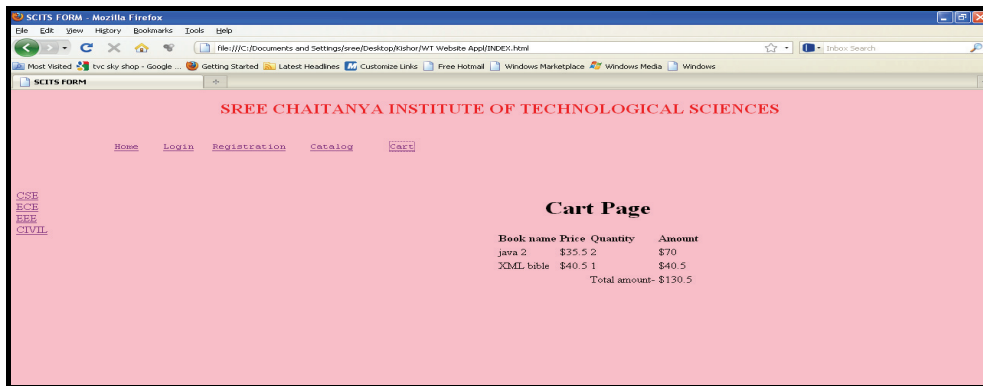 SCITS FORM - Mozilla Firefox
File Edit View History Bookmarks Tools Help
file:///C:/Documents and Settings/sree/Desktop/Kishor/WT Website Appl/INDEX.html
Inbox Search
Most Visited tvc sky shop - Google ... Getting Started Latest Headlines Customize Links Free Hotmail Windows Marketplace Windows Media Windows
SCITS FORM
SREE CHAITANYA INSTITUTE OF TECHNOLOGICAL SCIENCES
Home Login Registration Catalog Cart
CSE
ECE
EEE
CIVIL
Cart Page
Book name Price Quantity Amount
java 2 $35.5 2 $70
XML bible $40.5 1 $40.5
Total amount- $130.5